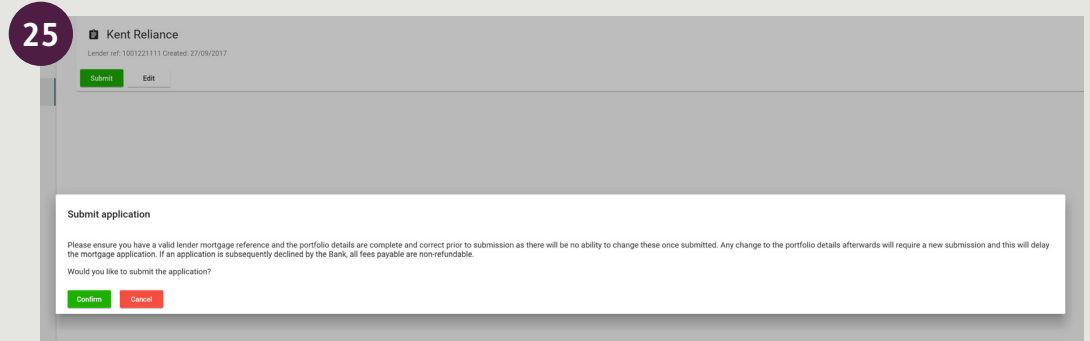 25
Kent Reliance
Lender ref: 1001221111 Created: 27/09/2017
Submit Edit
Submit application
Please ensure you have a valid lender mortgage reference and the portfolio details are complete and correct prior to submission as there will be no ability to change these once submitted. Any change to the portfolio details afterwards will require a new submission and this will delay
the mortgage application. If an application is subsequently declined by the Bank, all fees payable are non-refundable.
Would you like to submit the application?
Confirm Cancel